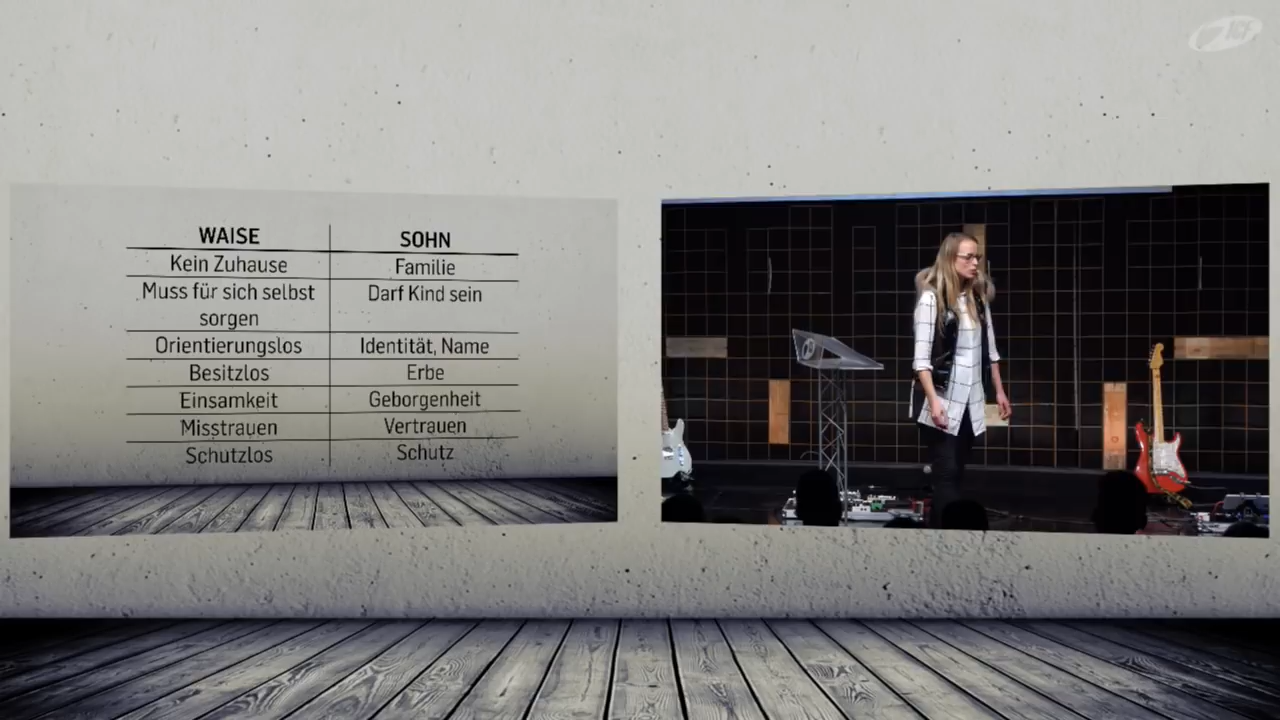 WAISE SOHN
Kein Zuhause Familie
Muss für sich selbst Darf Kind sein
sorgen
Orientierungslos Identität, Name
Besitzlos Erbe
Einsamkeit Geborgenheit
Misstrauen Vertrauen
Schutzlos Schutz